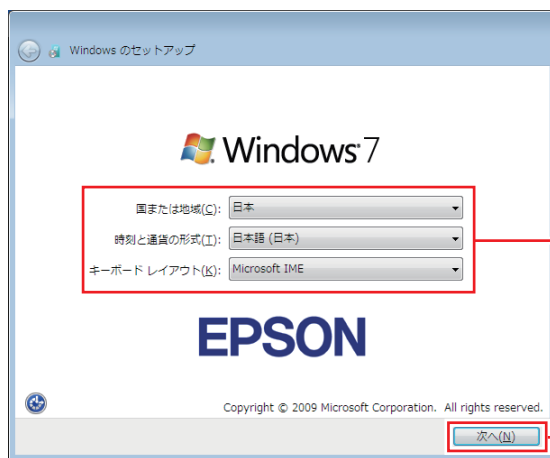 Windows のセットアップ
Windows 7
国または地域(C): 日本
時刻と通貨の形式(T): 日本語 (日本)
キーボード レイアウト(K): Microsoft IME
EPSON
Copyright © 2009 Microsoft Corporation. All rights reserved.
次へ(N)